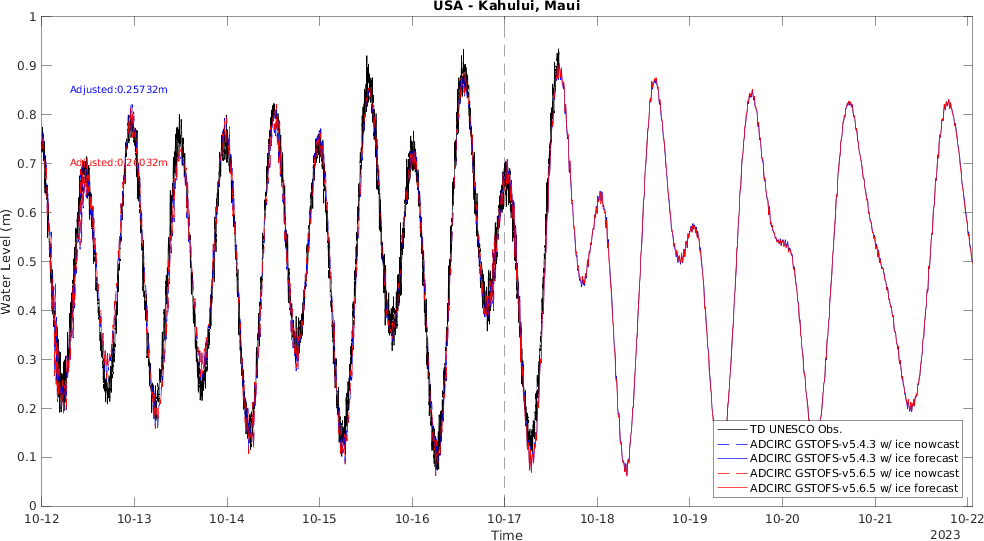 USA - Kahului, Maui
1
0.9
0.8
0.7
0.6
0.5
0.4
0.3
0.2
0.1
0
Water Level (m)
Adjusted:0.25732m
Adjusted:0.26032m
TD UNESCO Obs.
ADCIRC GSTOFS-v5.4.3 w/ ice nowcast
ADCIRC GSTOFS-v5.4.3 w/ ice forecast
ADCIRC GSTOFS-v5.6.5 w/ ice nowcast
ADCIRC GSTOFS-v5.6.5 w/ ice forecast
10-12 10-13 10-14 10-15 10-16 10-17 10-18 10-19 10-20 10-21 10-22
Time
2023